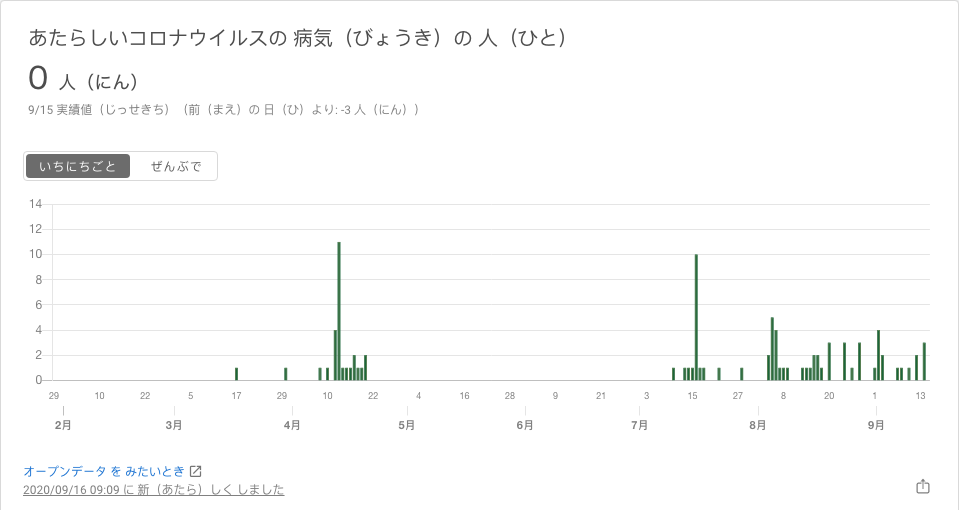 あたらしいコロナウイルスの 病気（びょうき）の 人（ひと）
0 人（にん）
9/15 実績値（じっせきち）（前（まえ）の 日（ひ）より: -3 人（にん））
いちにちごと ぜんぶで
14
12
10
8
6
4
2
0
29 10 22 5 17 29 10 22 4 16 28 9 21 3 15 27 8 20 1 13
2月 3月 4月 5月 6月 7月 8月 9月
オープンデータ を みたいとき
2020/09/16 09:09 に 新（あたら）しく しました